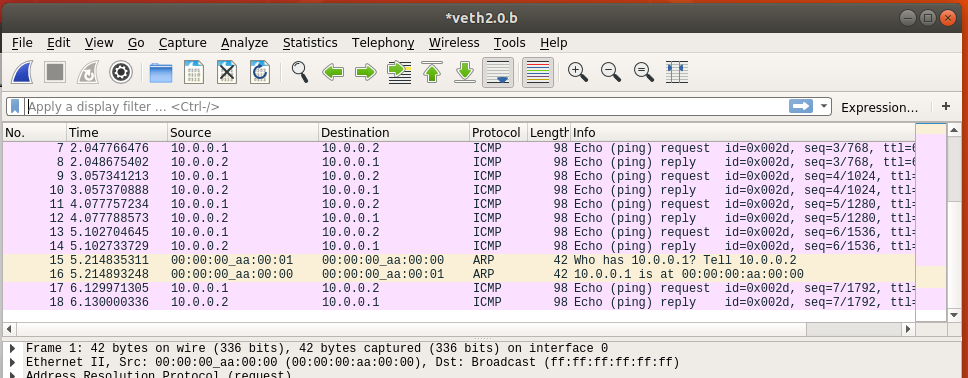 *veth2.0.b
File Edit View Go Capture Analyze Statistics Telephony Wireless Tools Help
Apply a display filter … <Ctrl-/> Expression… +
No. Time Source Destination Protocol Length Info
7 2.047766476 10.0.0.1 10.0.0.2 ICMP 98 Echo (ping) request id=0x002d, seq=3/768, ttl=6
8 2.048675402 10.0.0.2 10.0.0.1 ICMP 98 Echo (ping) reply id=0x002d, seq=3/768, ttl=6
9 3.057341213 10.0.0.1 10.0.0.2 ICMP 98 Echo (ping) request id=0x002d, seq=4/1024, ttl=
10 3.057370888 10.0.0.2 10.0.0.1 ICMP 98 Echo (ping) reply id=0x002d, seq=4/1024, ttl=
11 4.077757234 10.0.0.1 10.0.0.2 ICMP 98 Echo (ping) request id=0x002d, seq=5/1280, ttl=
12 4.077788573 10.0.0.2 10.0.0.1 ICMP 98 Echo (ping) reply id=0x002d, seq=5/1280, ttl=
13 5.102704645 10.0.0.1 10.0.0.2 ICMP 98 Echo (ping) request id=0x002d, seq=6/1536, ttl=
14 5.102733729 10.0.0.2 10.0.0.1 ICMP 98 Echo (ping) reply id=0x002d, seq=6/1536, ttl=
15 5.214835311 00:00:00_aa:00:01 00:00:00_aa:00:00 ARP 42 Who has 10.0.0.1? Tell 10.0.0.2
16 5.214893248 00:00:00_aa:00:00 00:00:00_aa:00:01 ARP 42 10.0.0.1 is at 00:00:00:aa:00:00
17 6.129971305 10.0.0.1 10.0.0.2 ICMP 98 Echo (ping) request id=0x002d, seq=7/1792, ttl=
18 6.130000336 10.0.0.2 10.0.0.1 ICMP 98 Echo (ping) reply id=0x002d, seq=7/1792, ttl=
Frame 1: 42 bytes on wire (336 bits), 42 bytes captured (336 bits) on interface 0
Ethernet II, Src: 00:00:00_aa:00:00 (00:00:00:aa:00:00), Dst: Broadcast (ff:ff:ff:ff:ff:ff)
Address Resolution Protocol (request)